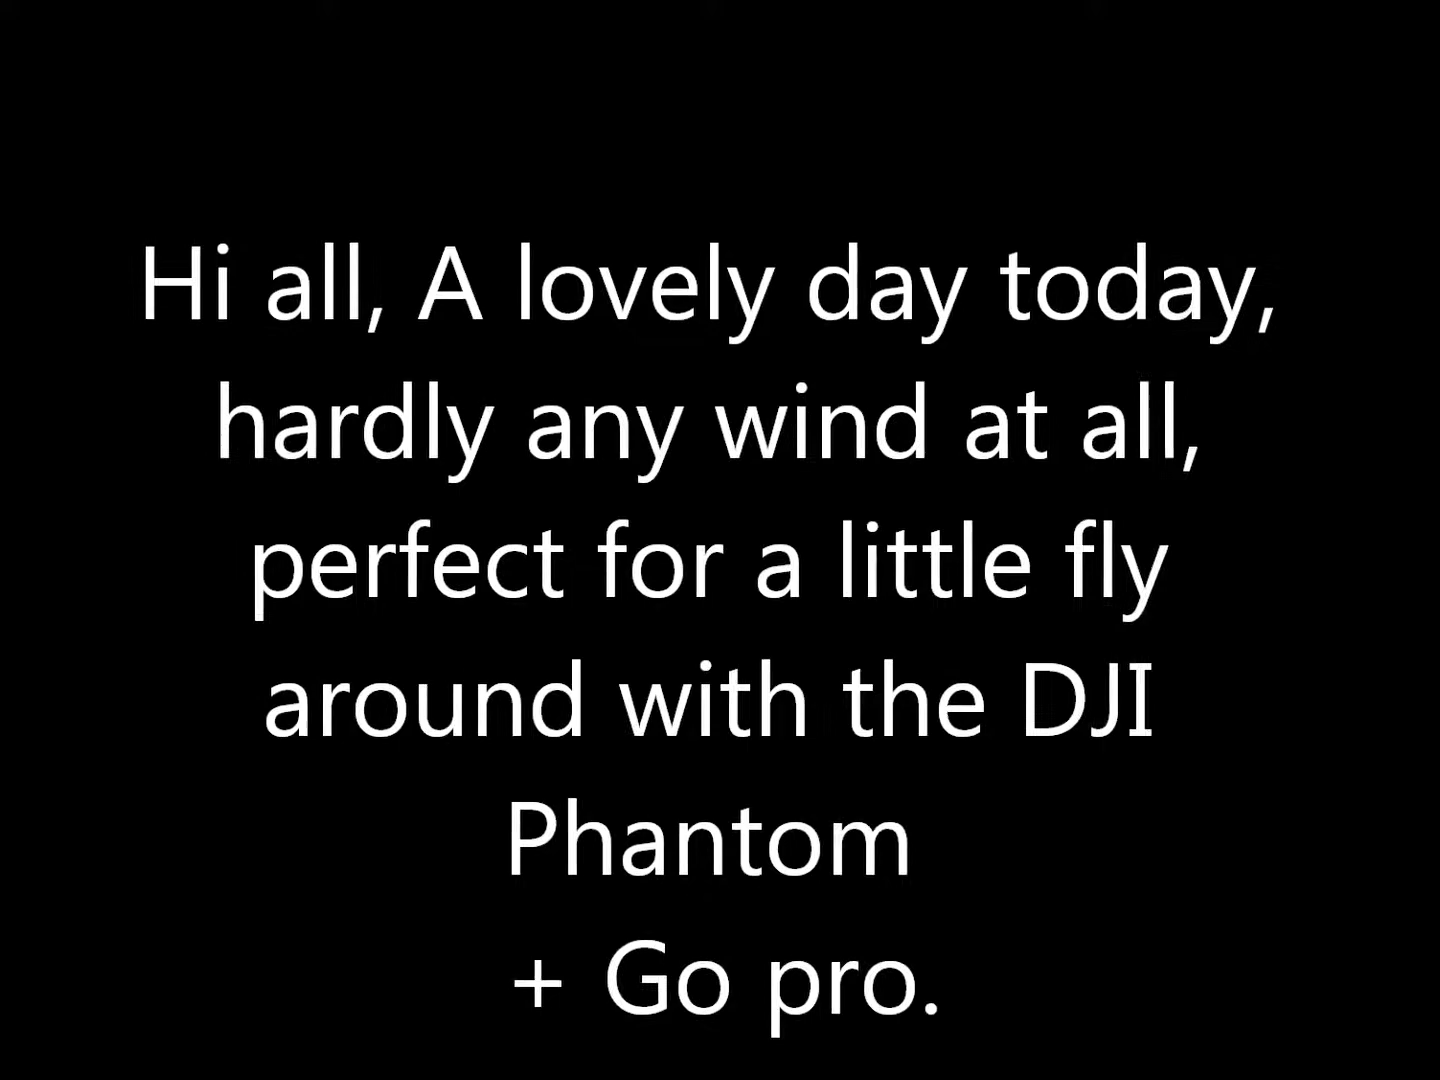 Hi all, A lovely day today,
hardly any wind at all,
perfect for a little fly
around with the DJI
Phantom
+ Go pro.